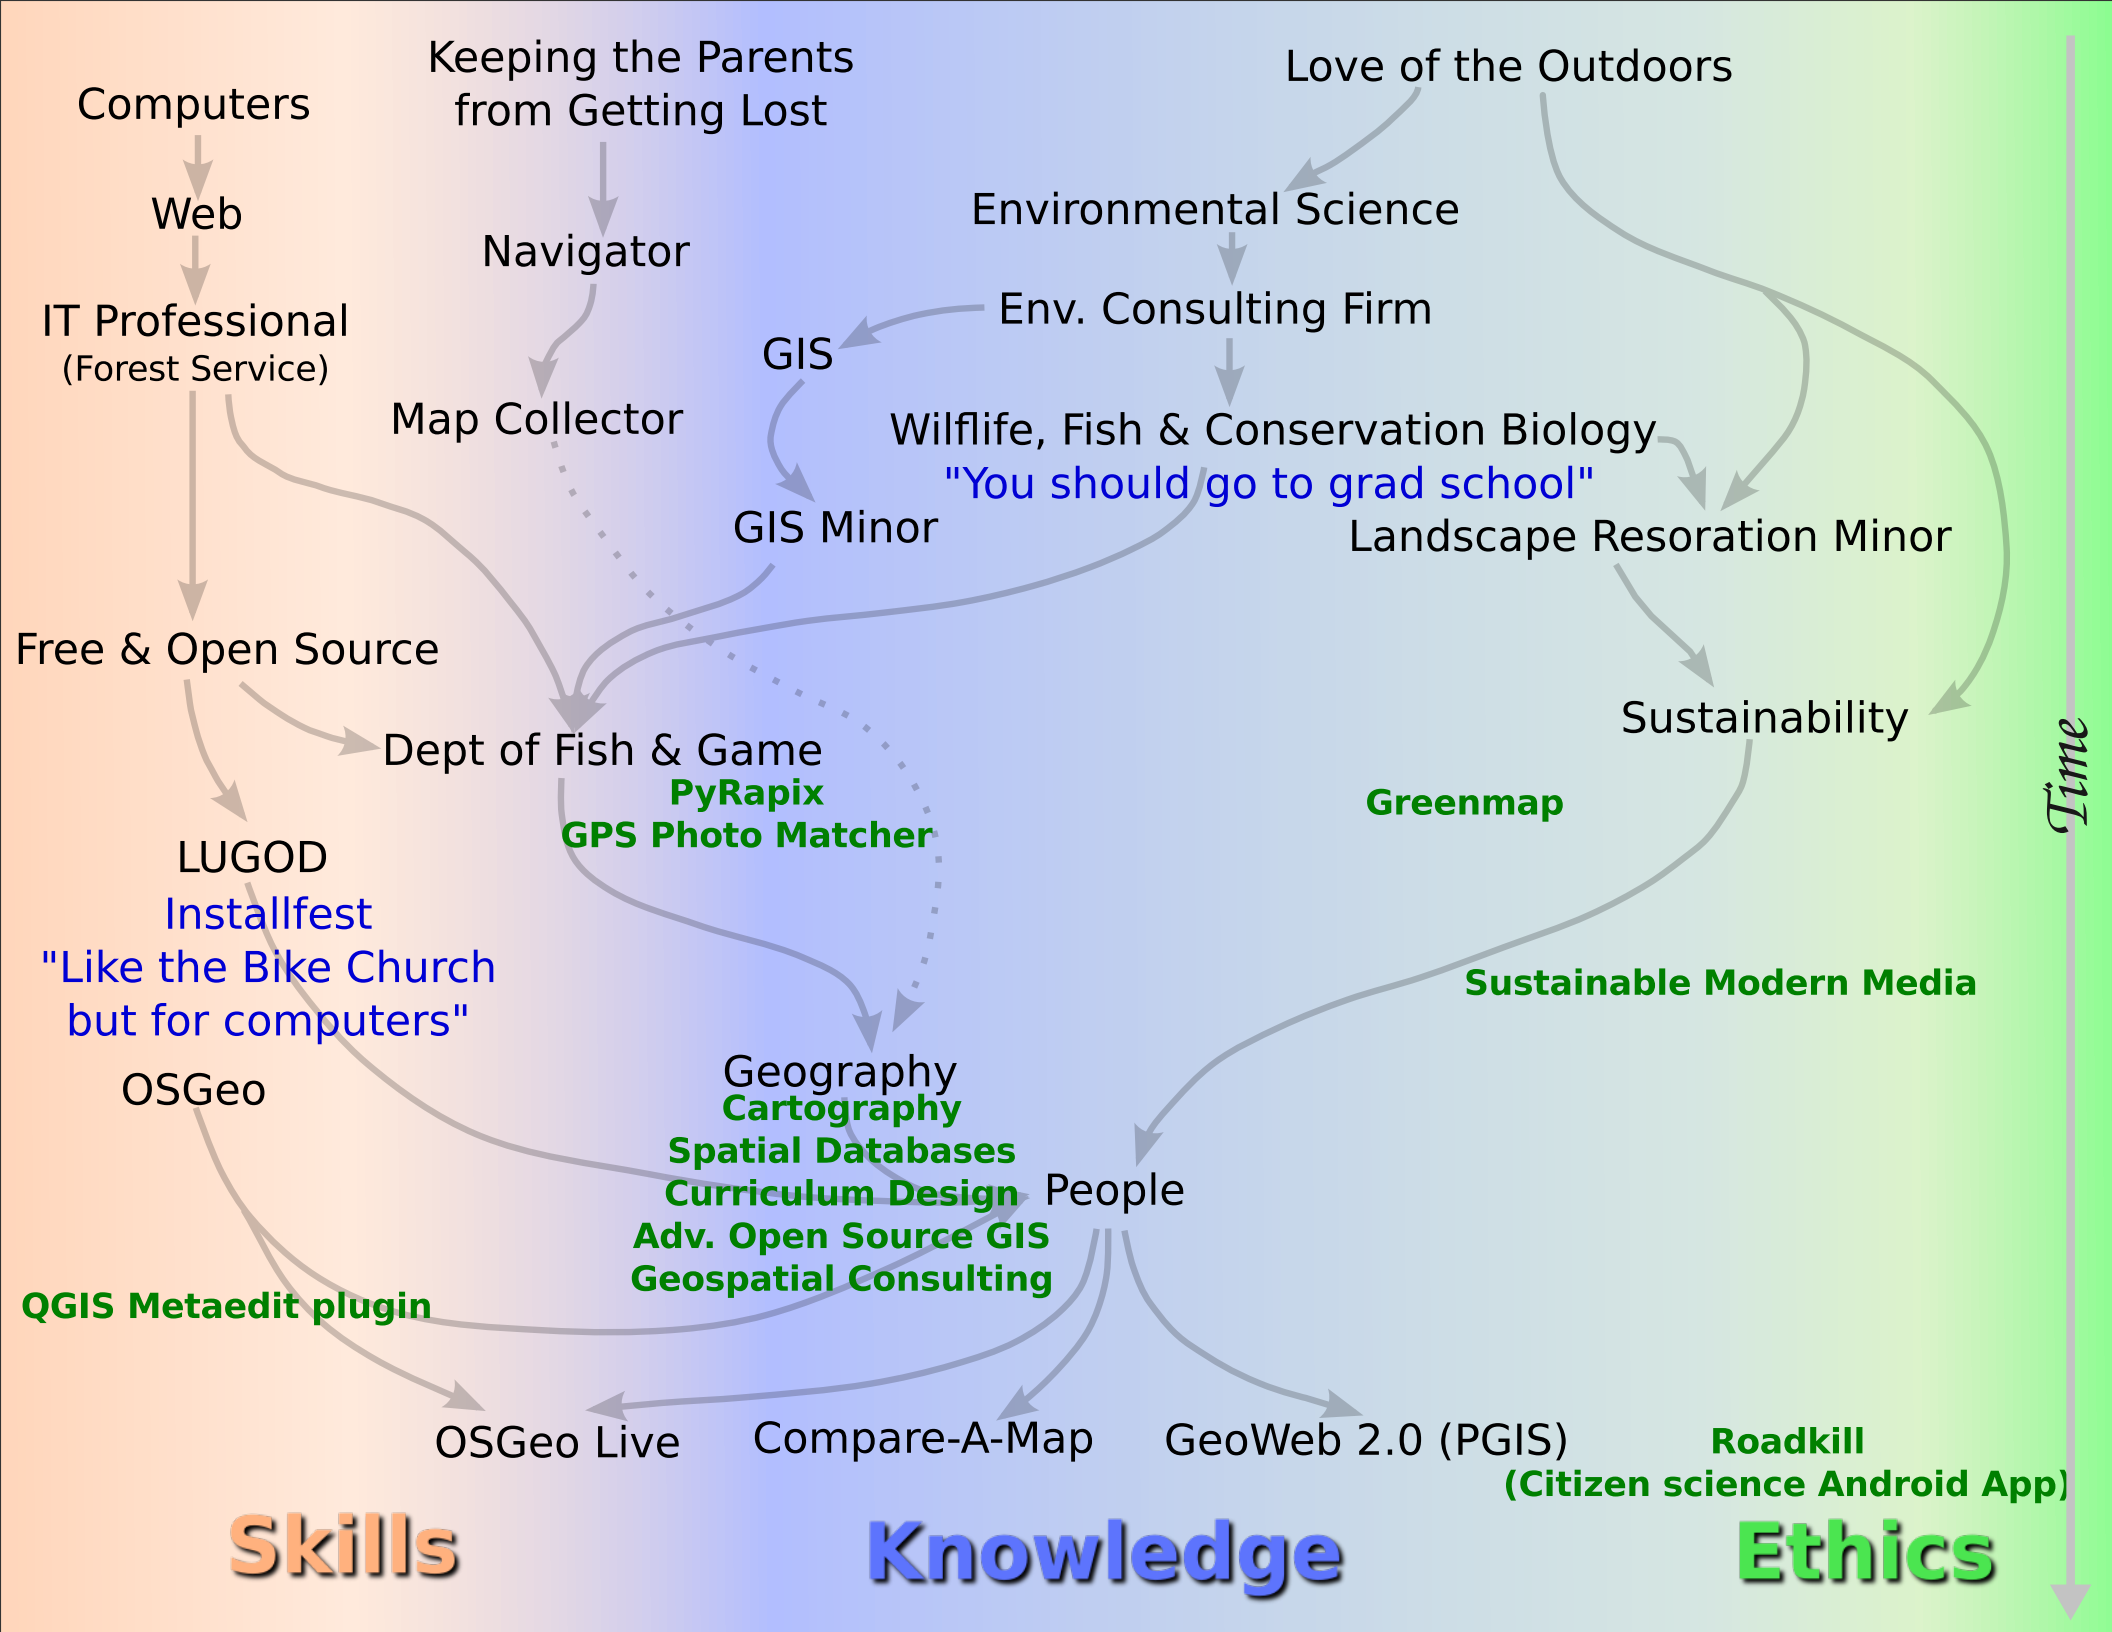 Keeping the Parents
from Getting Lost
Love of the Outdoors
Computers
Web
Environmental Science
Navigator
IT Professional
(Forest Service)
Env. Consulting Firm
GIS
Map Collector
Wilflife, Fish & Conservation Biology
"You should go to grad school"
GIS Minor
Landscape Resoration Minor
Free & Open Source
Dept of Fish & Game
Sustainability
Time
PyRapix
GPS Photo Matcher
Greenmap
LUGOD
Installfest
"Like the Bike Church
but for computers"
Sustainable Modern Media
OSGeo
Geography
Cartography
Spatial Databases
Curriculum Design
Adv. Open Source GIS
Geospatial Consulting
People
QGIS Metaedit plugin
OSGeo Live
Compare-A-Map
GeoWeb 2.0 (PGIS)
Roadkill
(Citizen science Android App)
Skills
Knowledge
Ethics